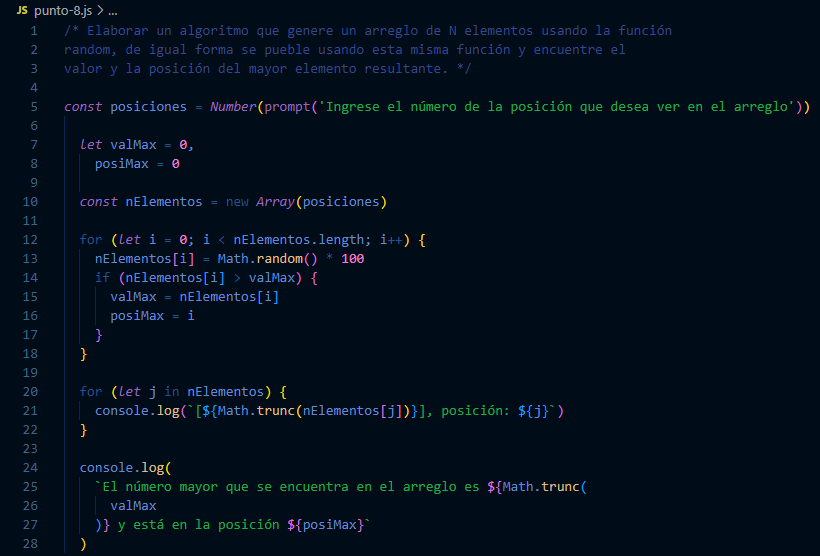 JS punto-8.js > ...
1 /* Elaborar un algoritmo que genere un arreglo de N elementos usando la función
2 random, de igual forma se pueble usando esta misma función y encuentre el
3 valor y la posición del mayor elemento resultante. */
4
5 const posiciones = Number(prompt('Ingrese el número de la posición que desea ver en el arreglo'))
6
7   let valMax = 0,
8     posiMax = 0
9
10   const nElementos = new Array(posiciones)
11
12   for (let i = 0; i < nElementos.length; i++) {
13     nElementos[i] = Math.random() * 100
14     if (nElementos[i] > valMax) {
15       valMax = nElementos[i]
16       posiMax = i
17     }
18   }
19
20   for (let j in nElementos) {
21     console.log(`[${Math.trunc(nElementos[j])}], posición: ${j}`)
22   }
23
24   console.log(
25     `El número mayor que se encuentra en el arreglo es ${Math.trunc(
26       valMax
27     )} y está en la posición ${posiMax}`
28   )